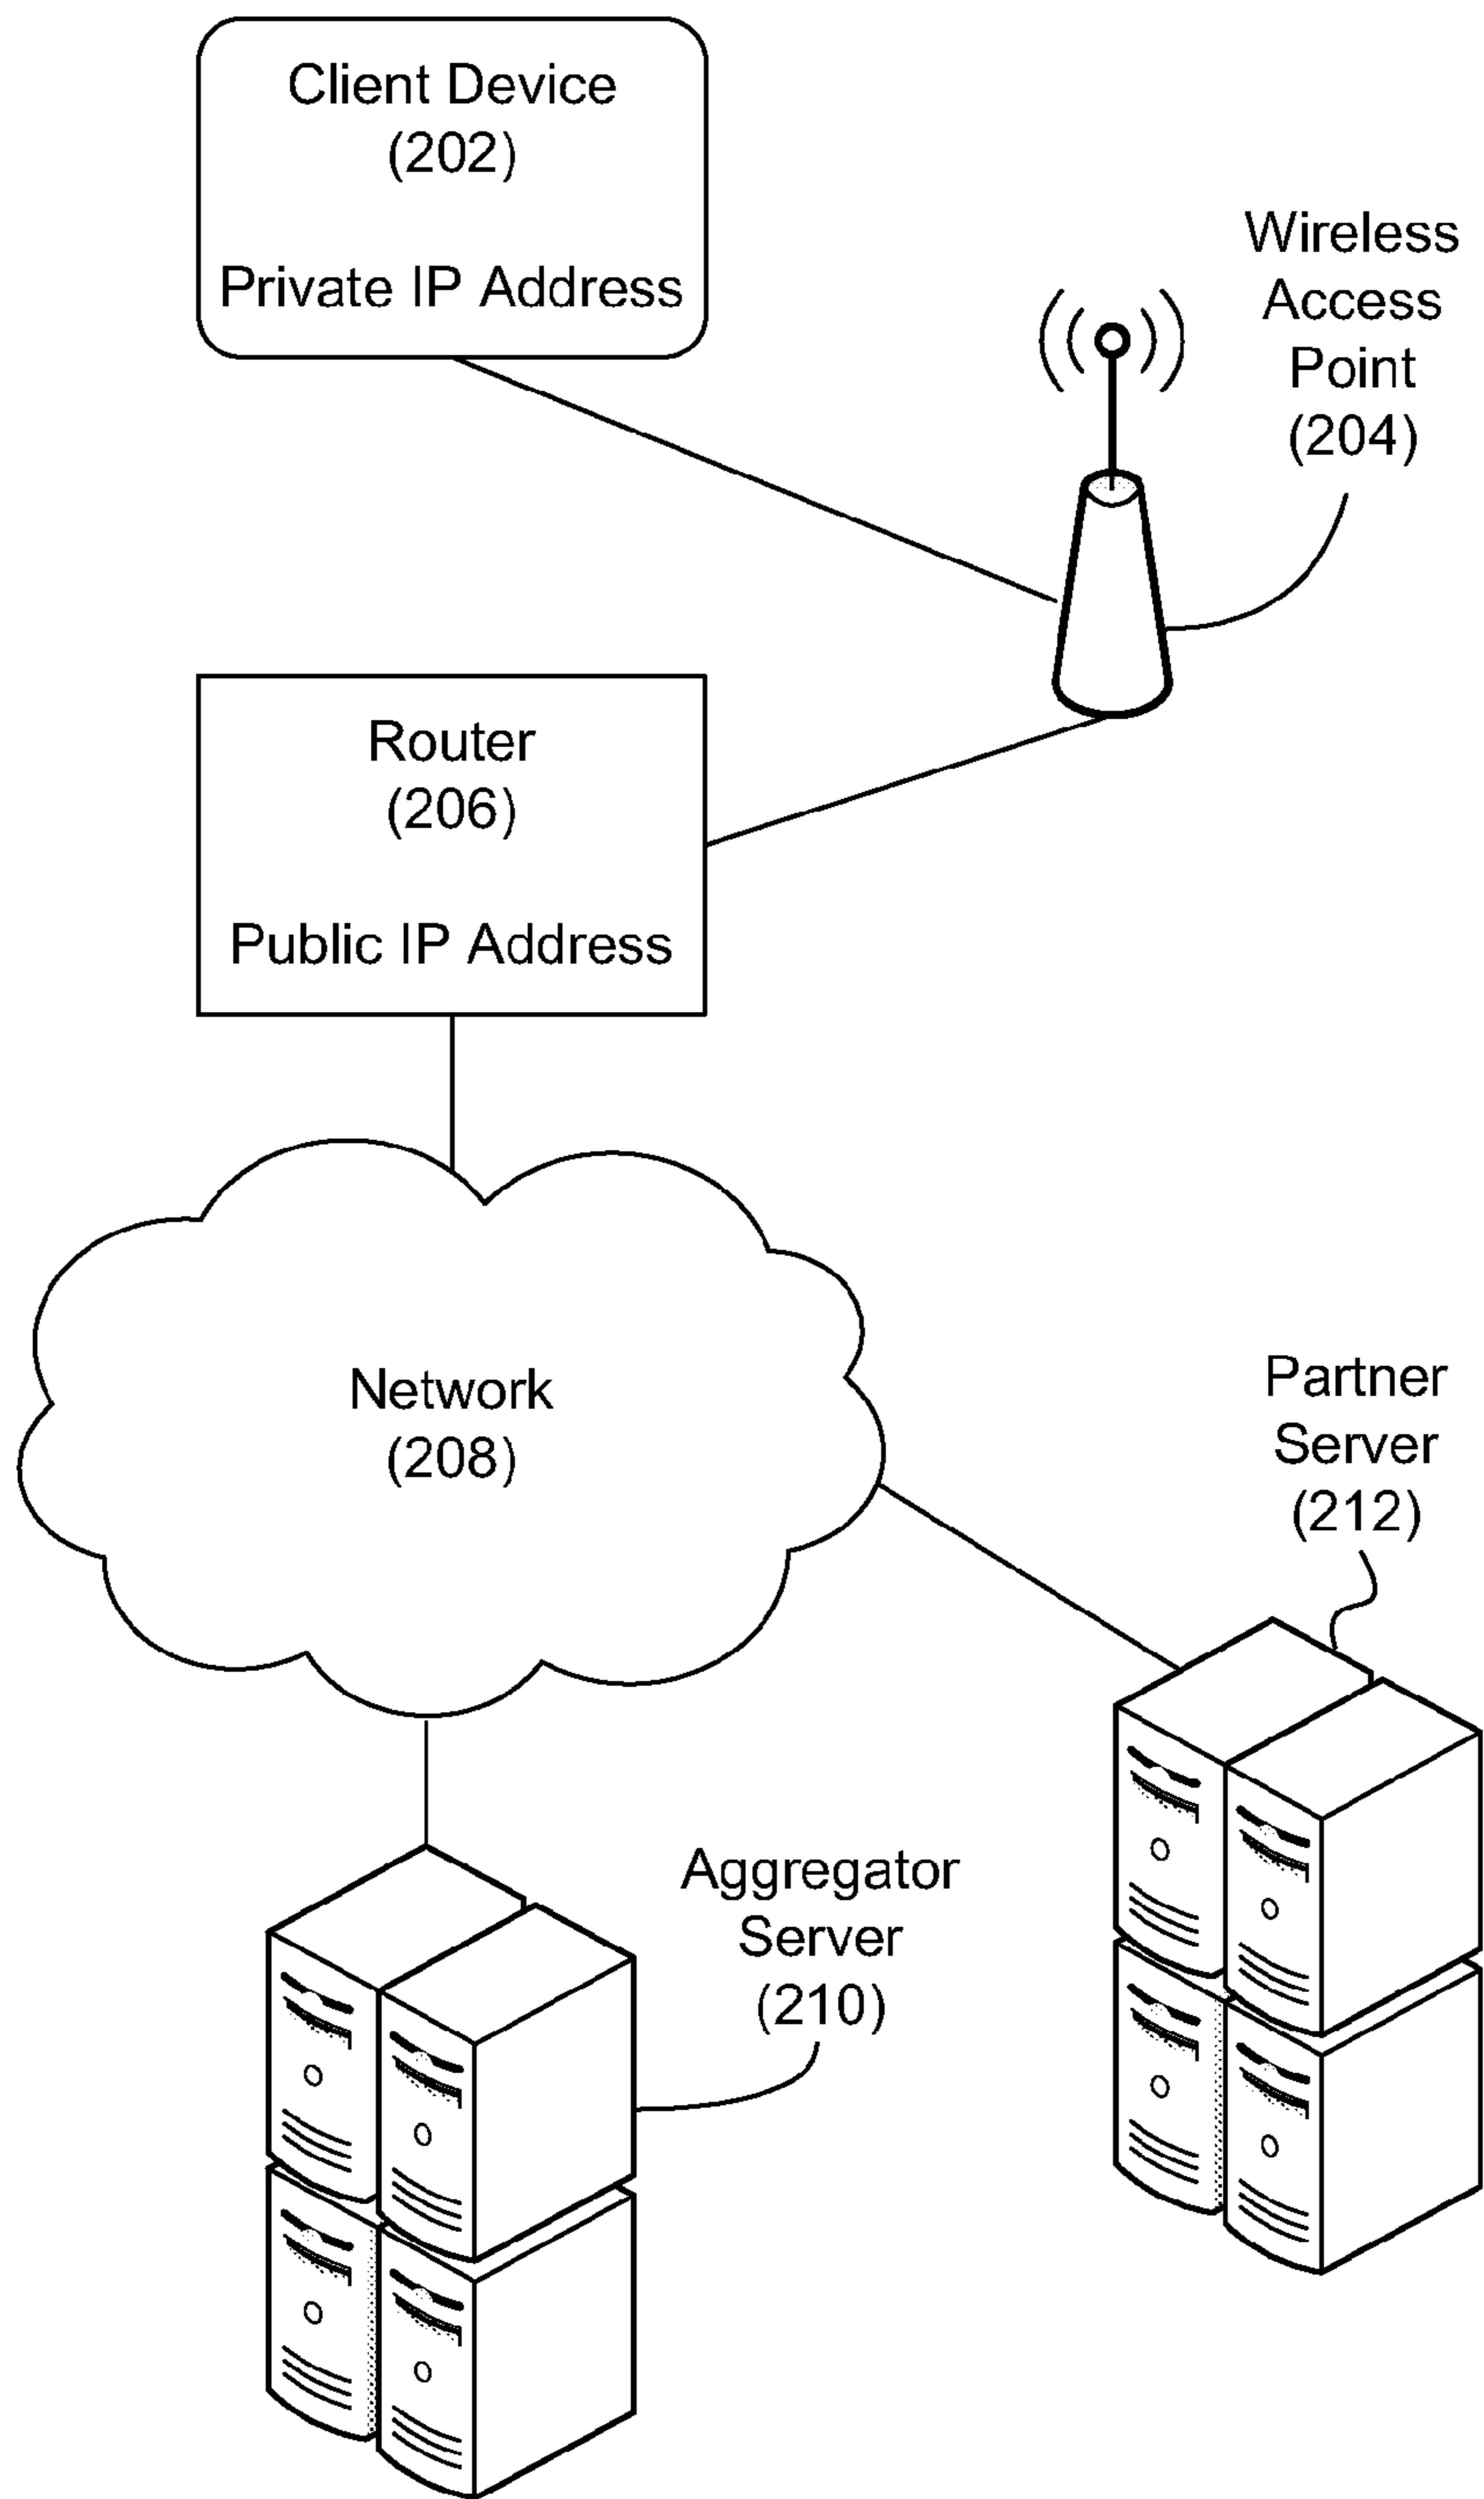 Client Device
(202)
Private IP Address
Wireless
Access
Point
(204)
Router
(206)
Public IP Address
Network
(208)
Partner
Server
(212)
Aggregator
Server
(210)